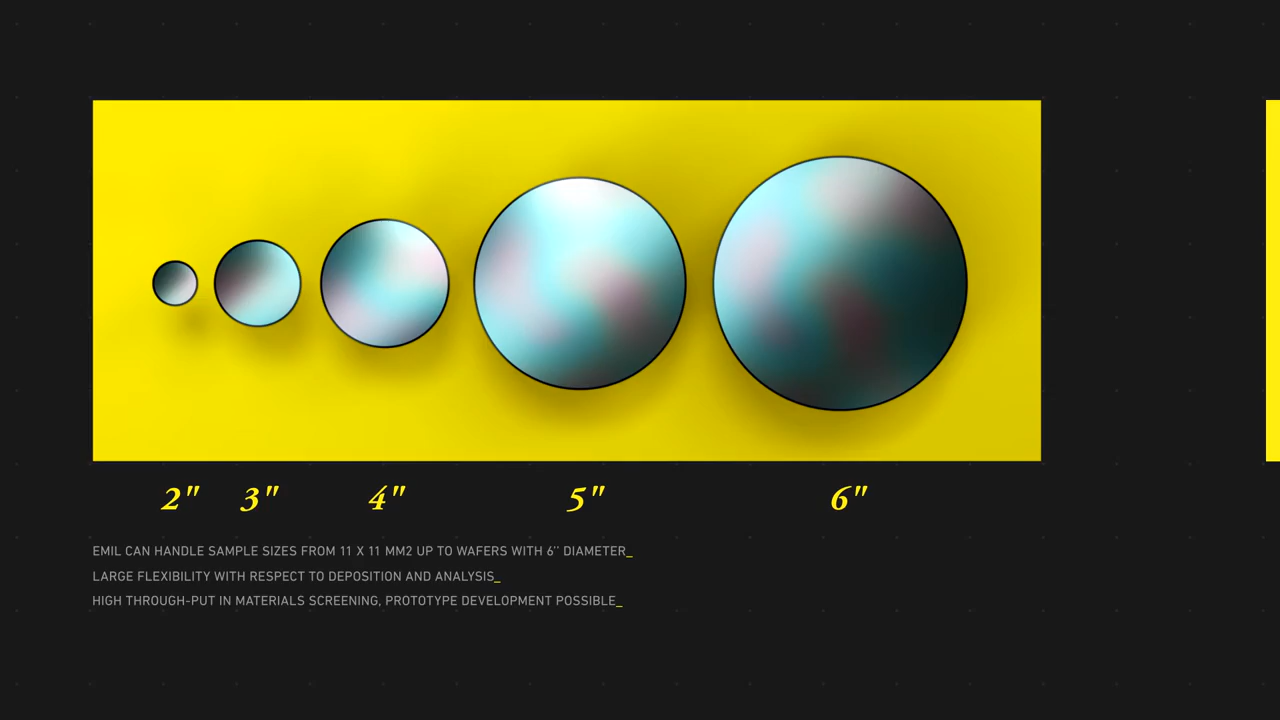 2" 3" 4" 5" 6"
EMIL CAN HANDLE SAMPLE SIZES FROM 11 X 11 MM2 UP TO WAFERS WITH 6'' DIAMETER_
LARGE FLEXIBILITY WITH RESPECT TO DEPOSITION AND ANALYSIS_
HIGH THROUGH-PUT IN MATERIALS SCREENING, PROTOTYPE DEVELOPMENT POSSIBLE_